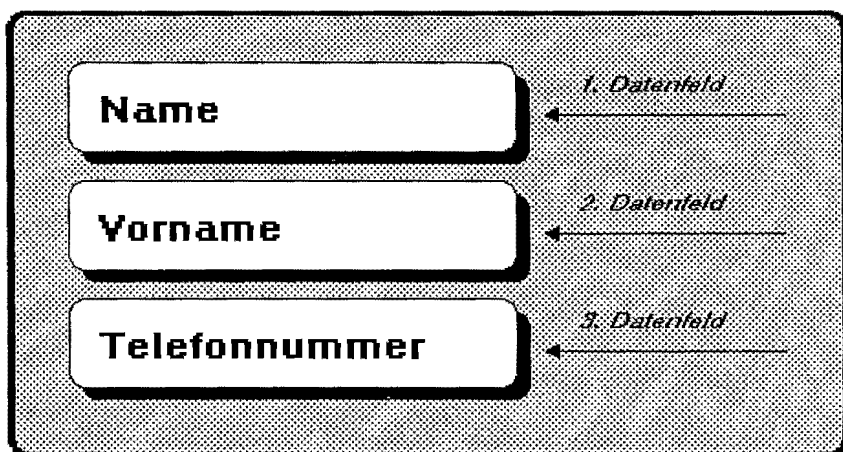 1. Datenfeld
Name
2. Datenfeld
Vorname
3. Datenfeld
Telefonnummer